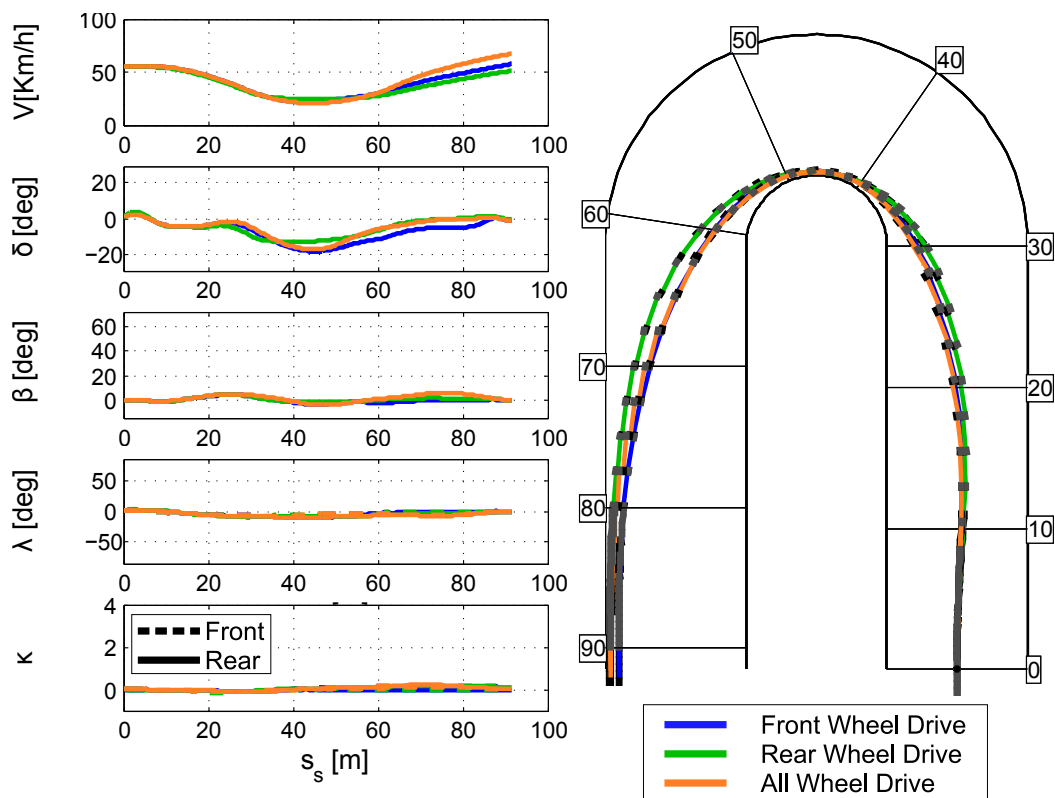 V[Km/h]
100
50
0
0 20 40 60 80 100
δ[deg]
20
0
−20
0 20 40 60 80 100
β [deg]
60
40
20
0
0 20 40 60 80 100
λ [deg]
50
0
−50
0 20 40 60 80 100
κ
4
2
0
Front
Rear
0 20 40 60 80 100
s_s [m]
50
40
60
30
70
20
80
10
90
0
Front Wheel Drive
Rear Wheel Drive
All Wheel Drive